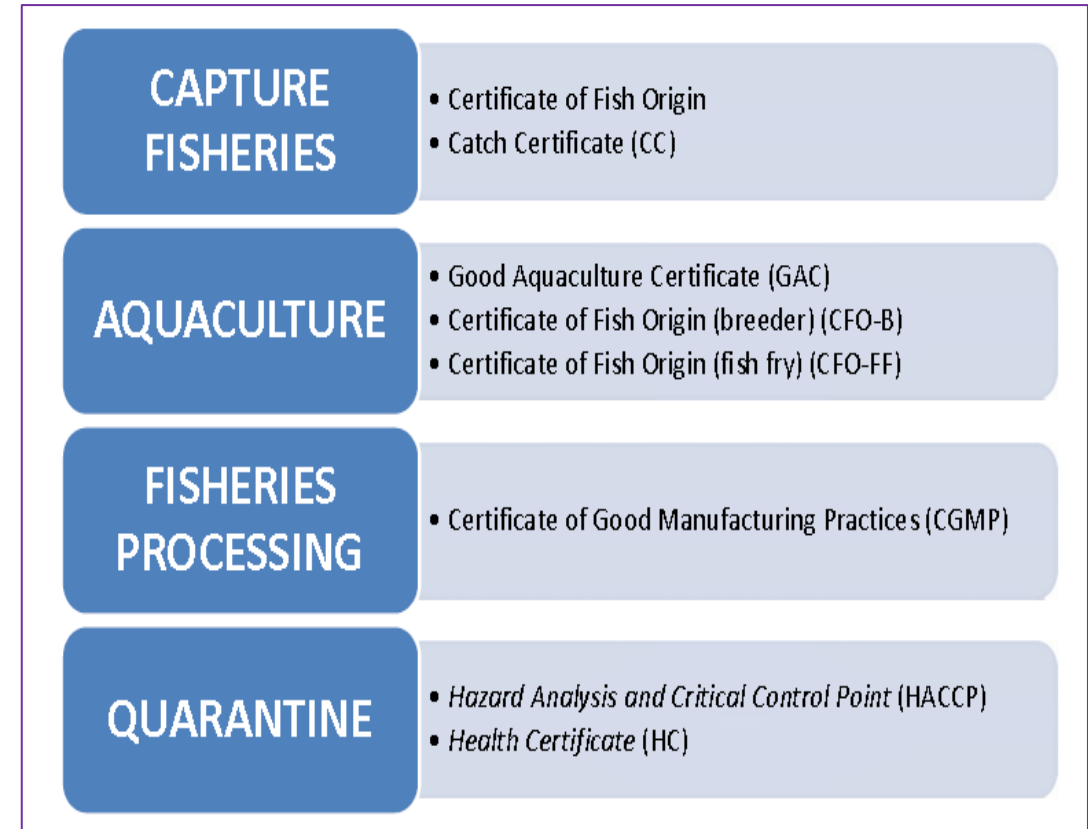 CAPTURE
FISHERIES
• Certificate of Fish Origin
• Catch Certificate (CC)
AQUACULTURE
• Good Aquaculture Certificate (GAC)
• Certificate of Fish Origin (breeder) (CFO-B)
• Certificate of Fish Origin (fish fry) (CFO-FF)
FISHERIES
PROCESSING
• Certificate of Good Manufacturing Practices (CGMP)
QUARANTINE
• Hazard Analysis and Critical Control Point (HACCP)
• Health Certificate (HC)